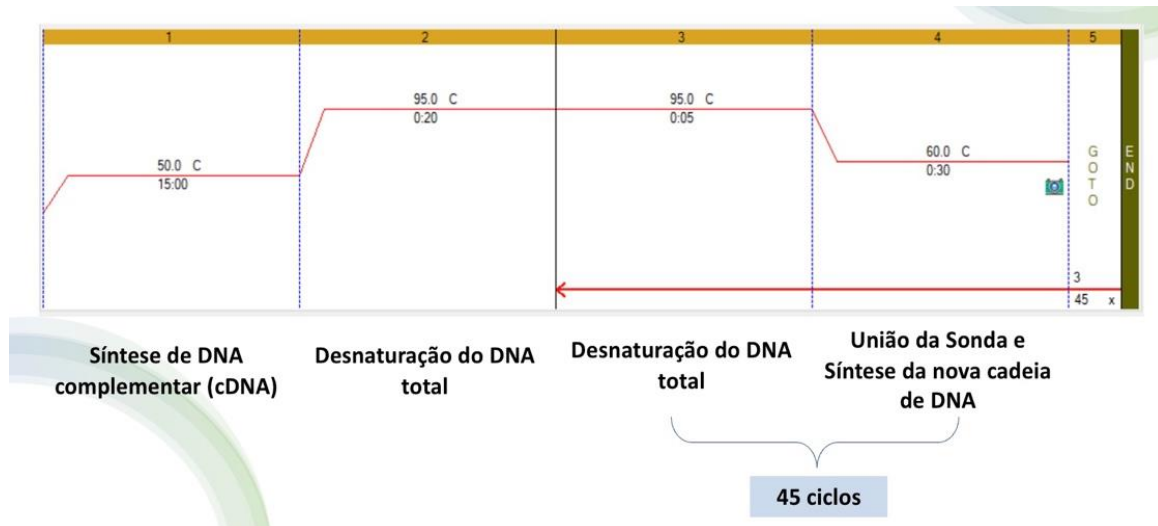 1
2
3
4
5
50.0 C
15:00
95.0 C
0:20
95.0 C
0:05
60.0 C
0:30
GOTO
END
3
45 x
Síntese de DNA
complementar (cDNA)
Desnaturação do DNA
total
Desnaturação do DNA
total
União da Sonda e
Síntese da nova cadeia
de DNA
45 ciclos